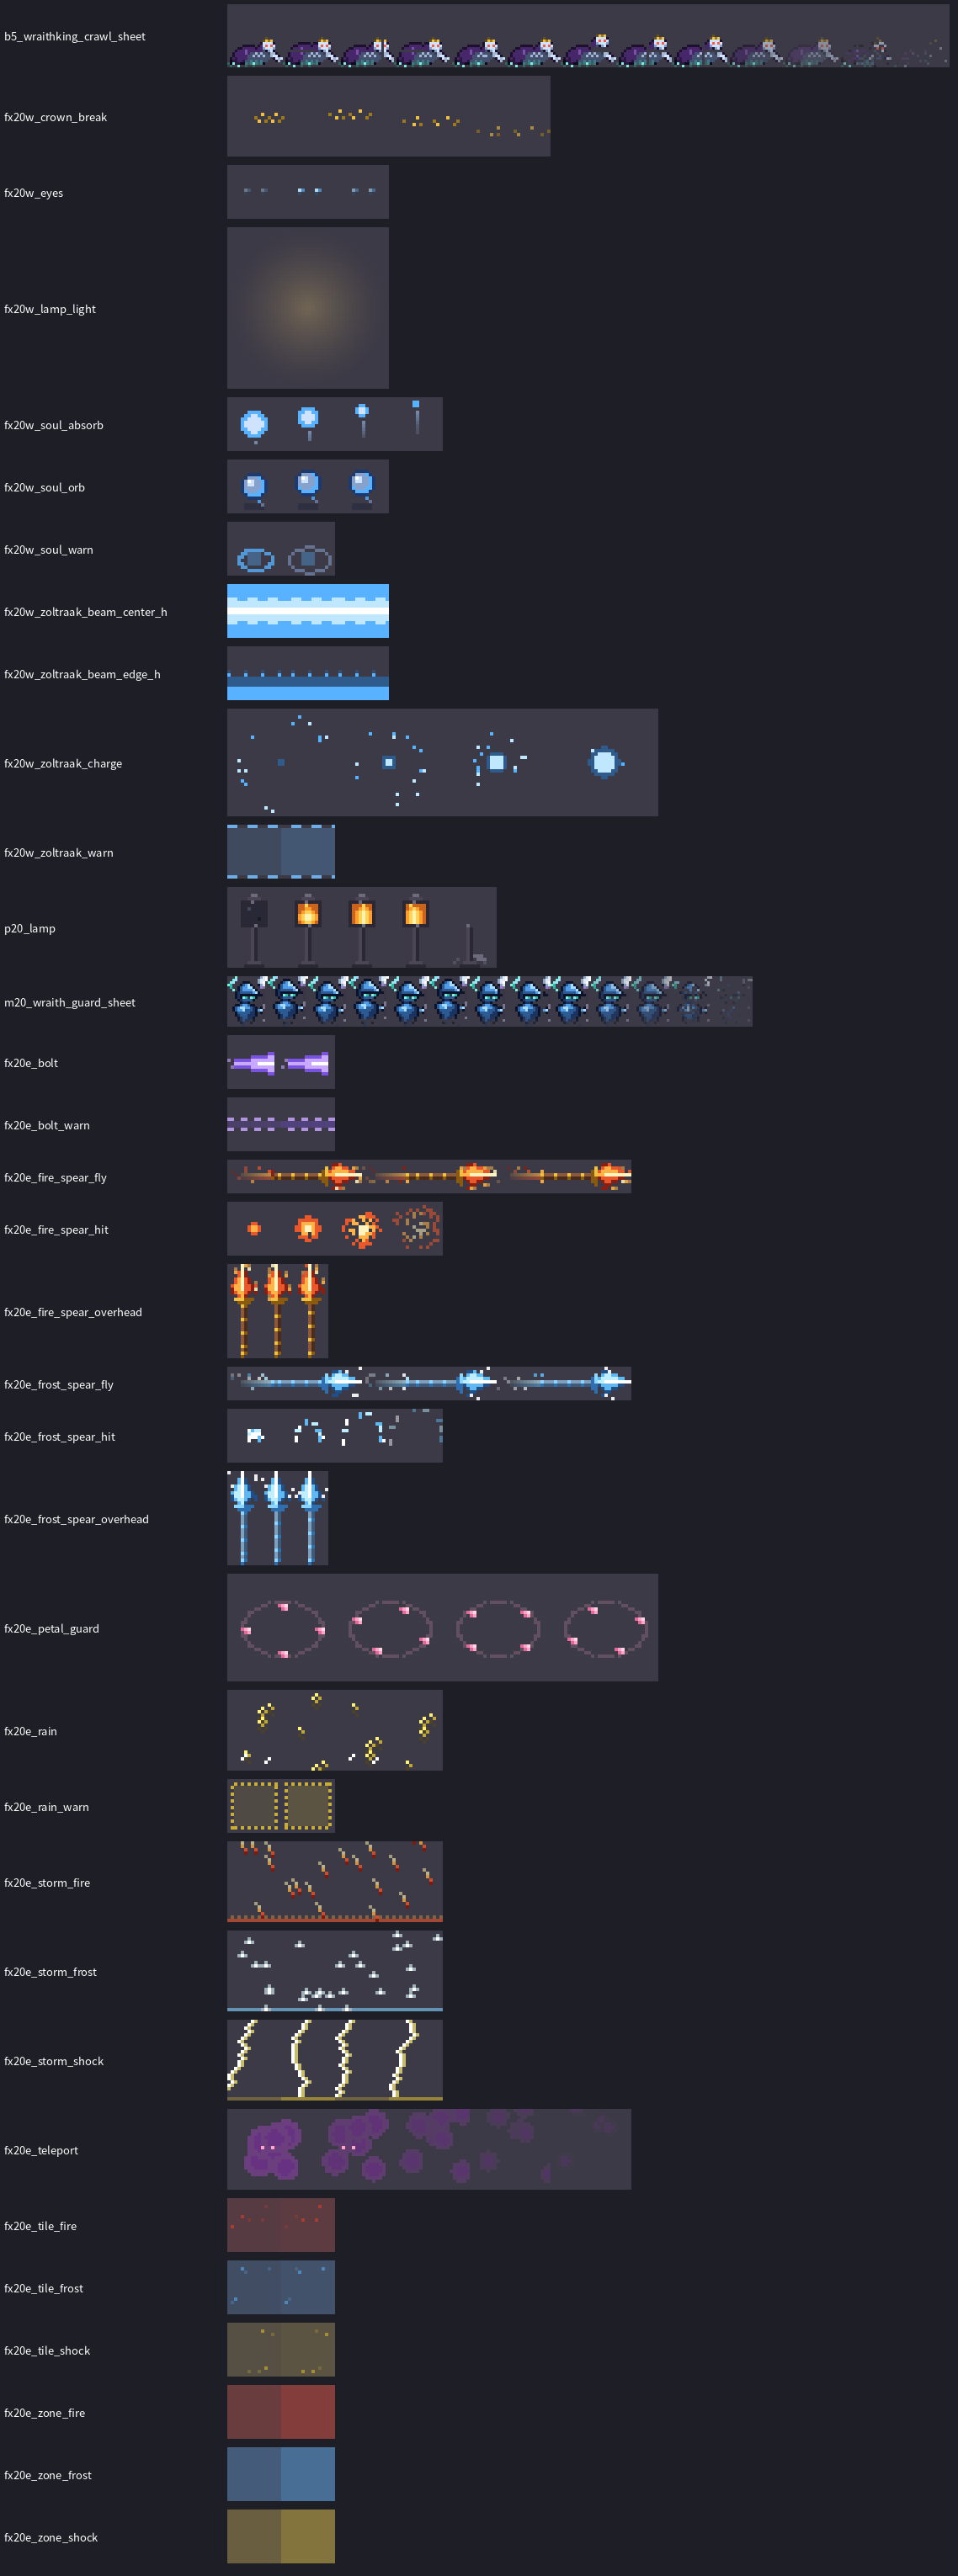 b5_wraithking_crawl_sheet
fx20w_crown_break
fx20w_eyes
fx20w_lamp_light
fx20w_soul_absorb
fx20w_soul_orb
fx20w_soul_warn
fx20w_zoltraak_beam_center_h
fx20w_zoltraak_beam_edge_h
fx20w_zoltraak_charge
fx20w_zoltraak_warn
p20_lamp
m20_wraith_guard_sheet
fx20e_bolt
fx20e_bolt_warn
fx20e_fire_spear_fly
fx20e_fire_spear_hit
fx20e_fire_spear_overhead
fx20e_frost_spear_fly
fx20e_frost_spear_hit
fx20e_frost_spear_overhead
fx20e_petal_guard
fx20e_rain
fx20e_rain_warn
fx20e_storm_fire
fx20e_storm_frost
fx20e_storm_shock
fx20e_teleport
fx20e_tile_fire
fx20e_tile_frost
fx20e_tile_shock
fx20e_zone_fire
fx20e_zone_frost
fx20e_zone_shock